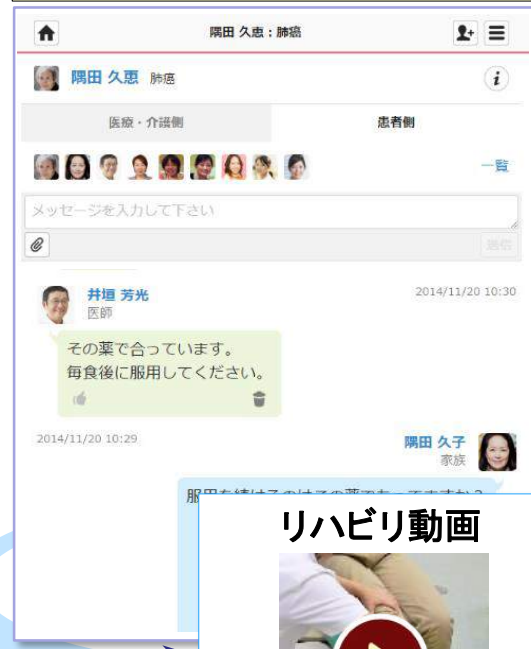 隅田 久恵：肺癌
隅田 久恵 肺癌
医療・介護側
患者側
一覧
メッセージを入力して下さい
送信
井垣 芳光
2014/11/20 10:30
医師
その薬で合っています。
毎食後に服用してください。
2014/11/20 10:29
隅田 久子
家族
リハビリ動画